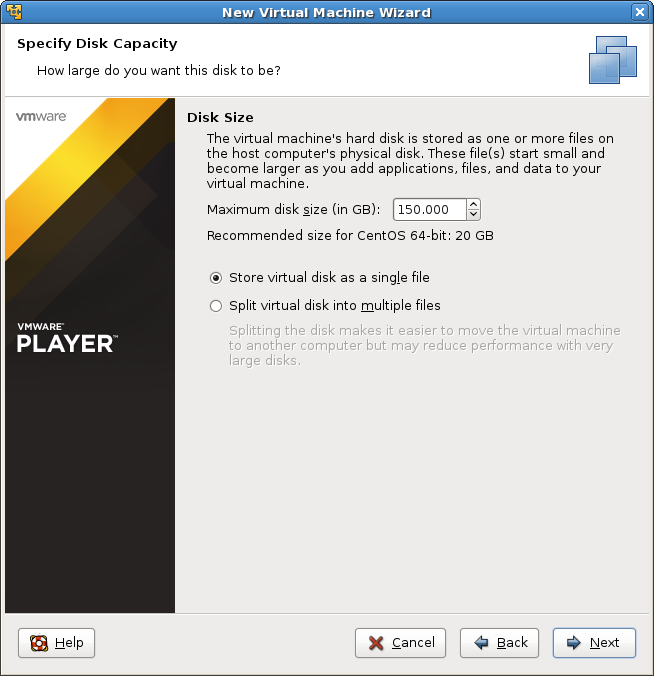 New Virtual Machine Wizard
Specify Disk Capacity
How large do you want this disk to be?
vmware
Disk Size
The virtual machine's hard disk is stored as one or more files on
the host computer's physical disk. These file(s) start small and
become larger as you add applications, files, and data to your
virtual machine.
Maximum disk size (in GB): 150.000
Recommended size for CentOS 64-bit: 20 GB
Store virtual disk as a single file
Split virtual disk into multiple files
Splitting the disk makes it easier to move the virtual machine
to another computer but may reduce performance with very
large disks.
VMWARE®
PLAYER™
Help Cancel Back Next